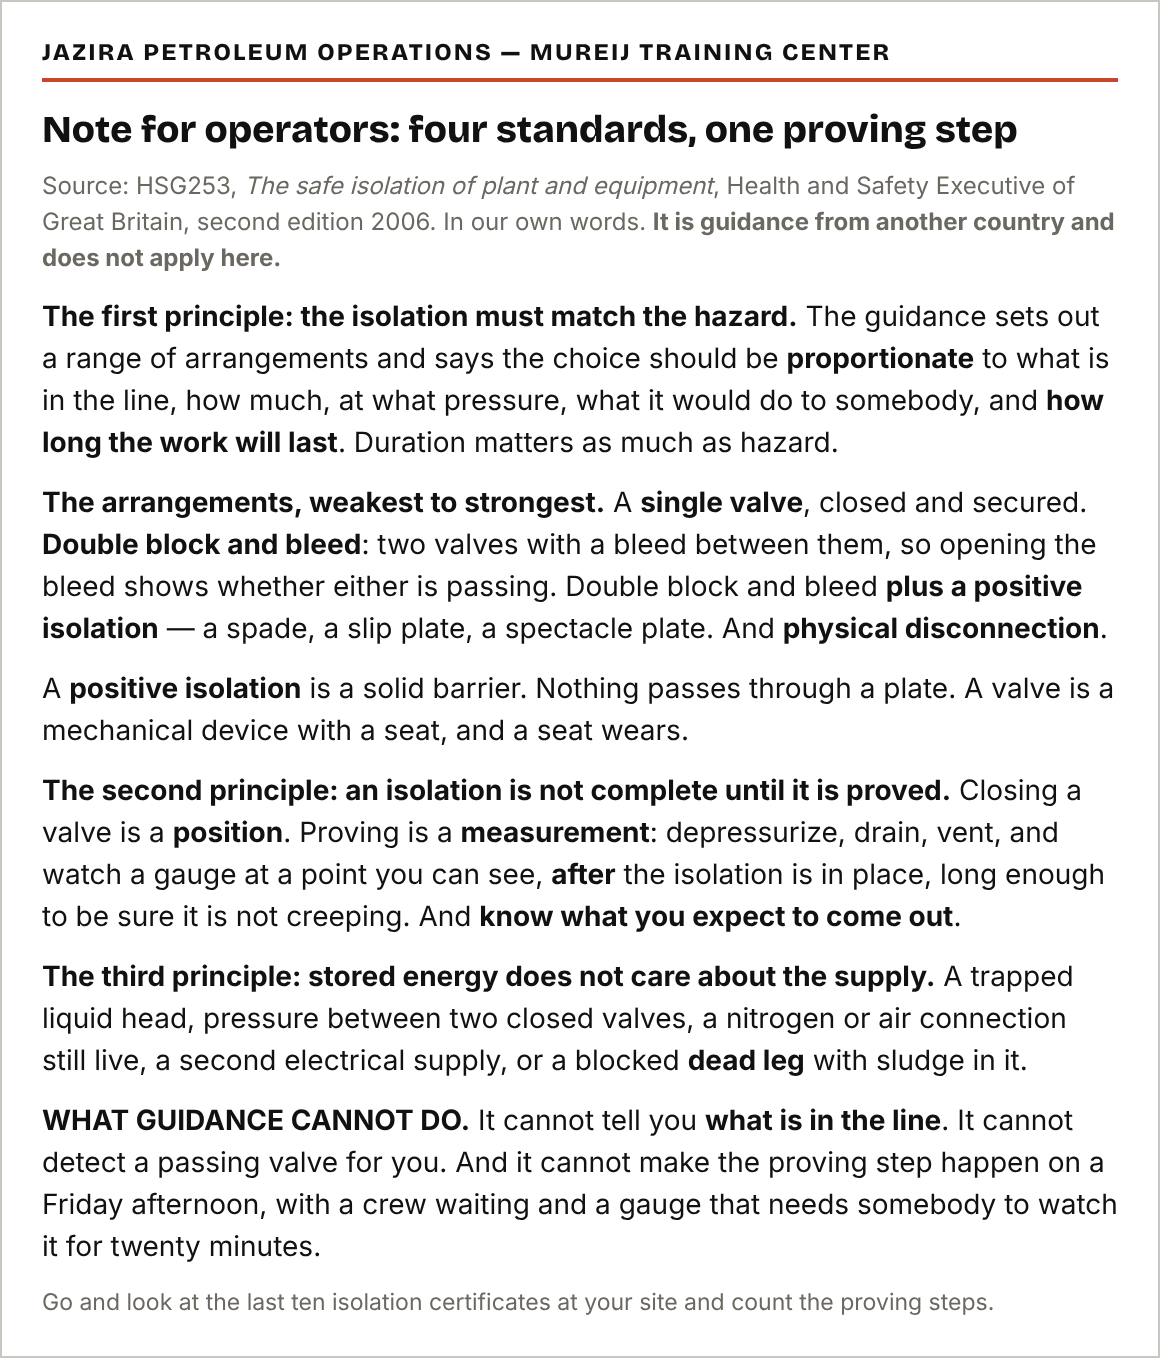 JAZIRA PETROLEUM OPERATIONS — MUREIJ TRAINING CENTER
Note for operators: four standards, one proving step
Source: HSG253, The safe isolation of plant and equipment, Health and Safety Executive of
Great Britain, second edition 2006. In our own words. It is guidance from another country and
does not apply here.
The first principle: the isolation must match the hazard. The guidance sets out
a range of arrangements and says the choice should be proportionate to what is
in the line, how much, at what pressure, what it would do to somebody, and how
long the work will last. Duration matters as much as hazard.
The arrangements, weakest to strongest. A single valve, closed and secured.
Double block and bleed: two valves with a bleed between them, so opening the
bleed shows whether either is passing. Double block and bleed plus a positive
isolation — a spade, a slip plate, a spectacle plate. And physical disconnection.
A positive isolation is a solid barrier. Nothing passes through a plate. A valve is a
mechanical device with a seat, and a seat wears.
The second principle: an isolation is not complete until it is proved. Closing a
valve is a position. Proving is a measurement: depressurize, drain, vent, and
watch a gauge at a point you can see, after the isolation is in place, long enough
to be sure it is not creeping. And know what you expect to come out.
The third principle: stored energy does not care about the supply. A trapped
liquid head, pressure between two closed valves, a nitrogen or air connection
still live, a second electrical supply, or a blocked dead leg with sludge in it.
WHAT GUIDANCE CANNOT DO. It cannot tell you what is in the line. It cannot
detect a passing valve for you. And it cannot make the proving step happen on a
Friday afternoon, with a crew waiting and a gauge that needs somebody to watch
it for twenty minutes.
Go and look at the last ten isolation certificates at your site and count the proving steps.